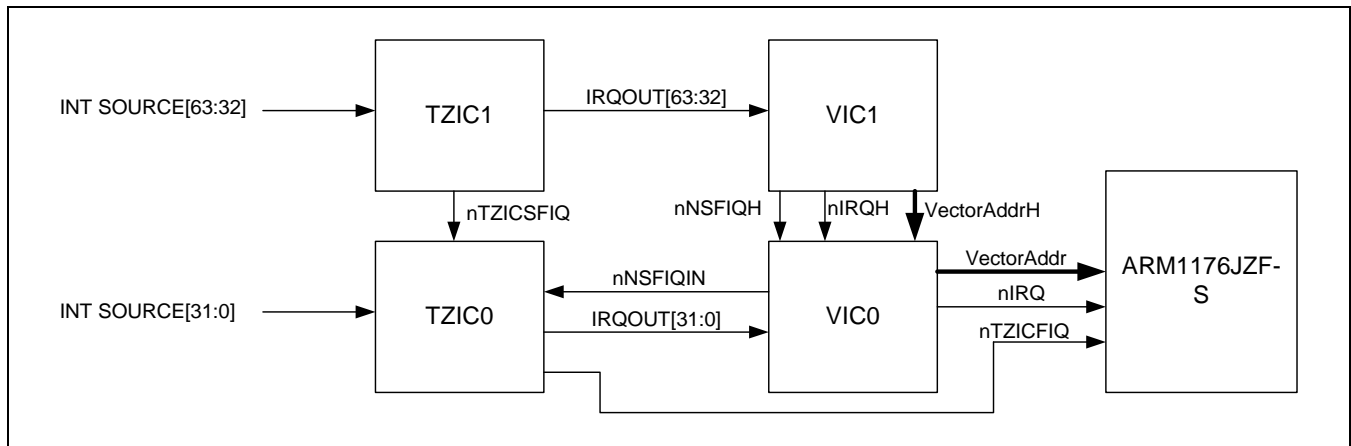 INT SOURCE[63:32]
TZIC1
IRQOUT[63:32]
VIC1
nTZICSFIQ
nNSFIQH
nIRQH
VectorAddrH
INT SOURCE[31:0]
TZIC0
nNSFIQIN
IRQOUT[31:0]
VIC0
VectorAddr
nIRQ
nTZICFIQ
ARM1176JZF-
S